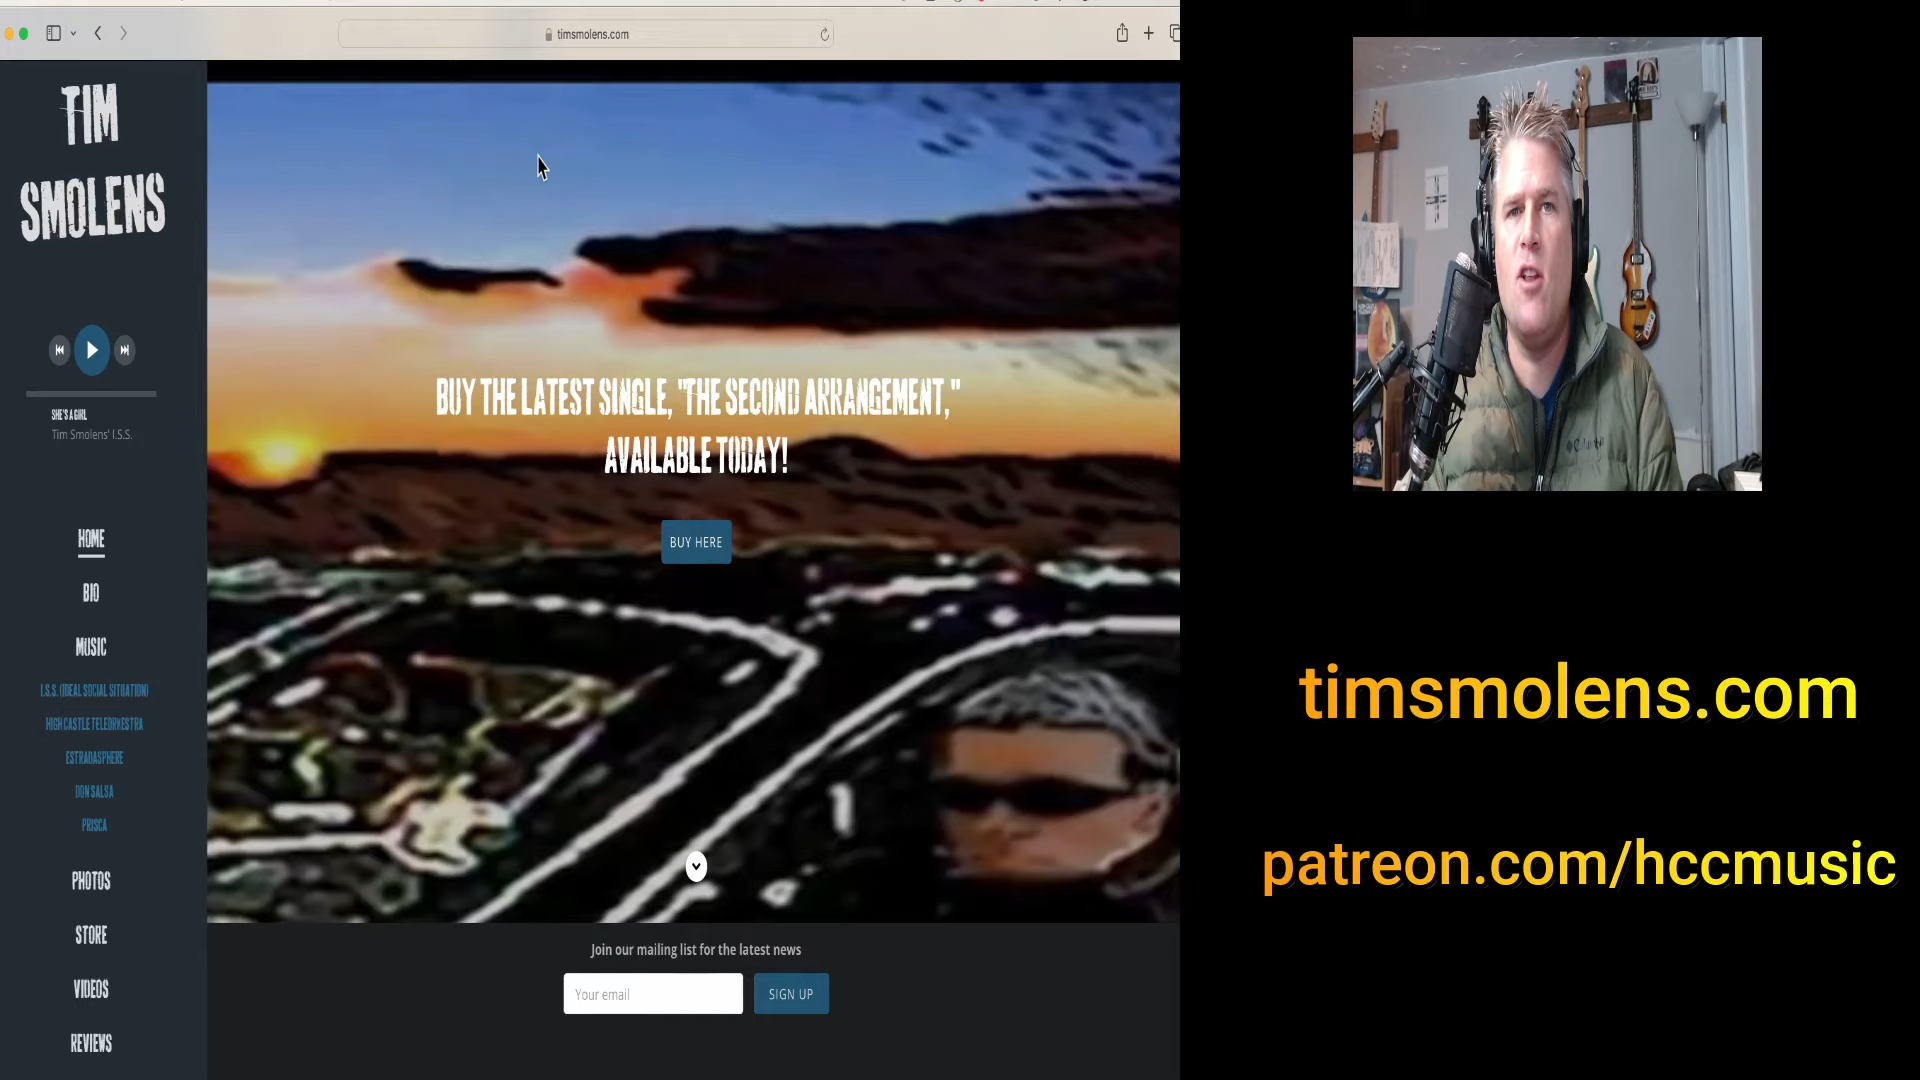 timsmolens.com
TIM
SMOLENS
SHE'S A GIRL
Tim Smolens' I.S.S.
HOME
BIO
MUSIC
I.S.S. (IDEAL SOCIAL SITUATION)
HIGH CASTLE TELEORKESTRA
ESTRADASPHERE
DON SALSA
PRISCA
PHOTOS
STORE
VIDEOS
REVIEWS
BUY THE LATEST SINGLE, "THE SECOND ARRANGEMENT,"
AVAILABLE TODAY!
BUY HERE
Join our mailing list for the latest news
Your email
SIGN UP
Columbia
timsmolens.com
patreon.com/hccmusic